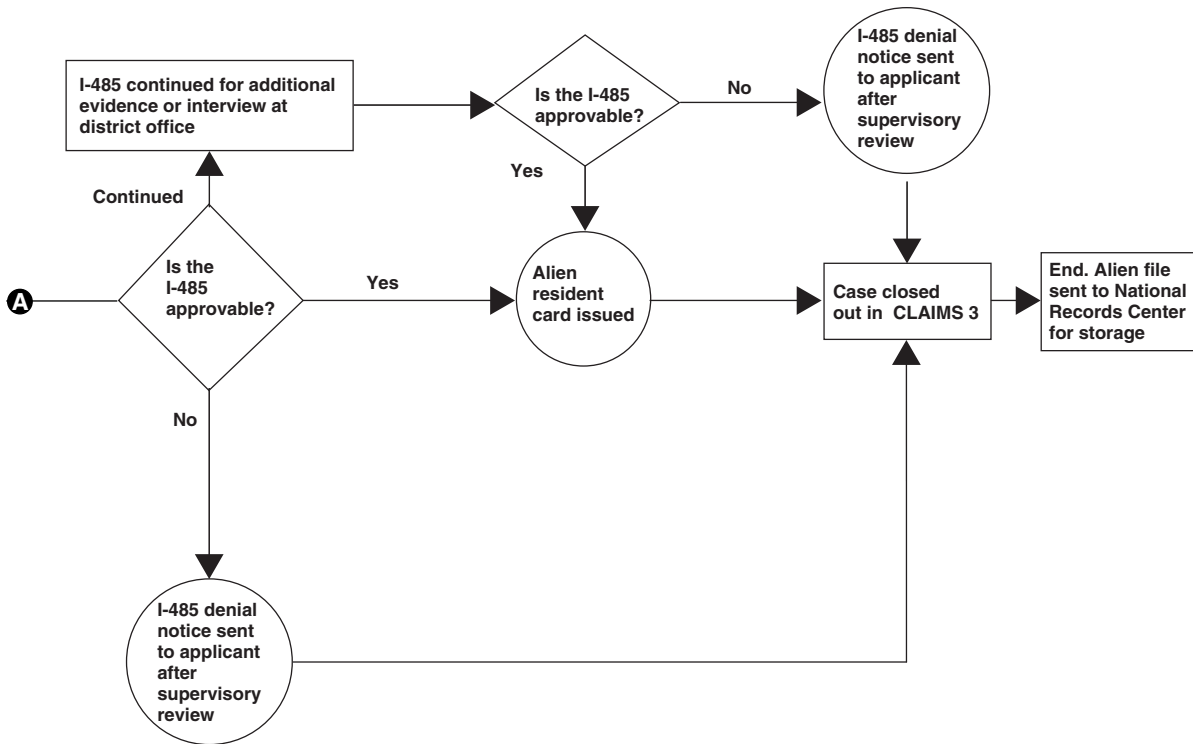 I-485 continued for additional
evidence or interview at
district office
Is the I-485
approvable?
No
I-485 denial
notice sent
to applicant
after
supervisory
review
Yes
Continued
A
Is the
I-485
approvable?
Yes
Alien
resident
card issued
Case closed
out in CLAIMS 3
End. Alien file
sent to National
Records Center
for storage
No
I-485 denial
notice sent
to applicant
after
supervisory
review